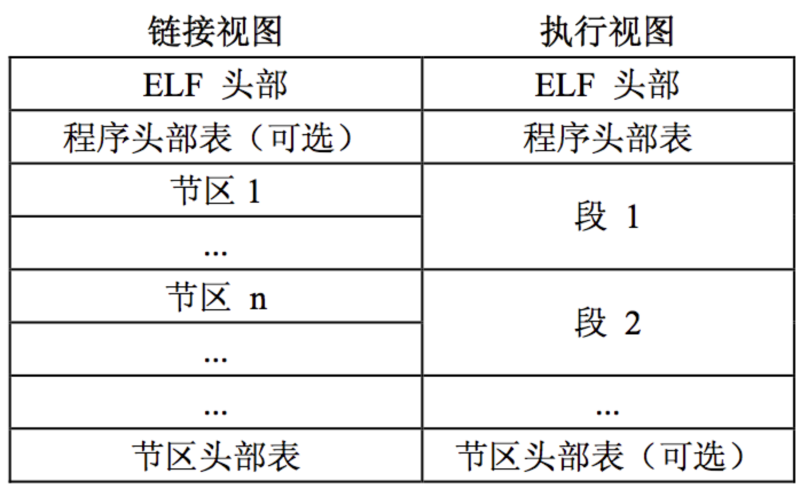 链接视图 执行视图
ELF 头部 ELF 头部
程序头部表（可选） 程序头部表
节区 1
段 1
...
节区 n
段 2
...
... ...
节区头部表 节区头部表（可选）